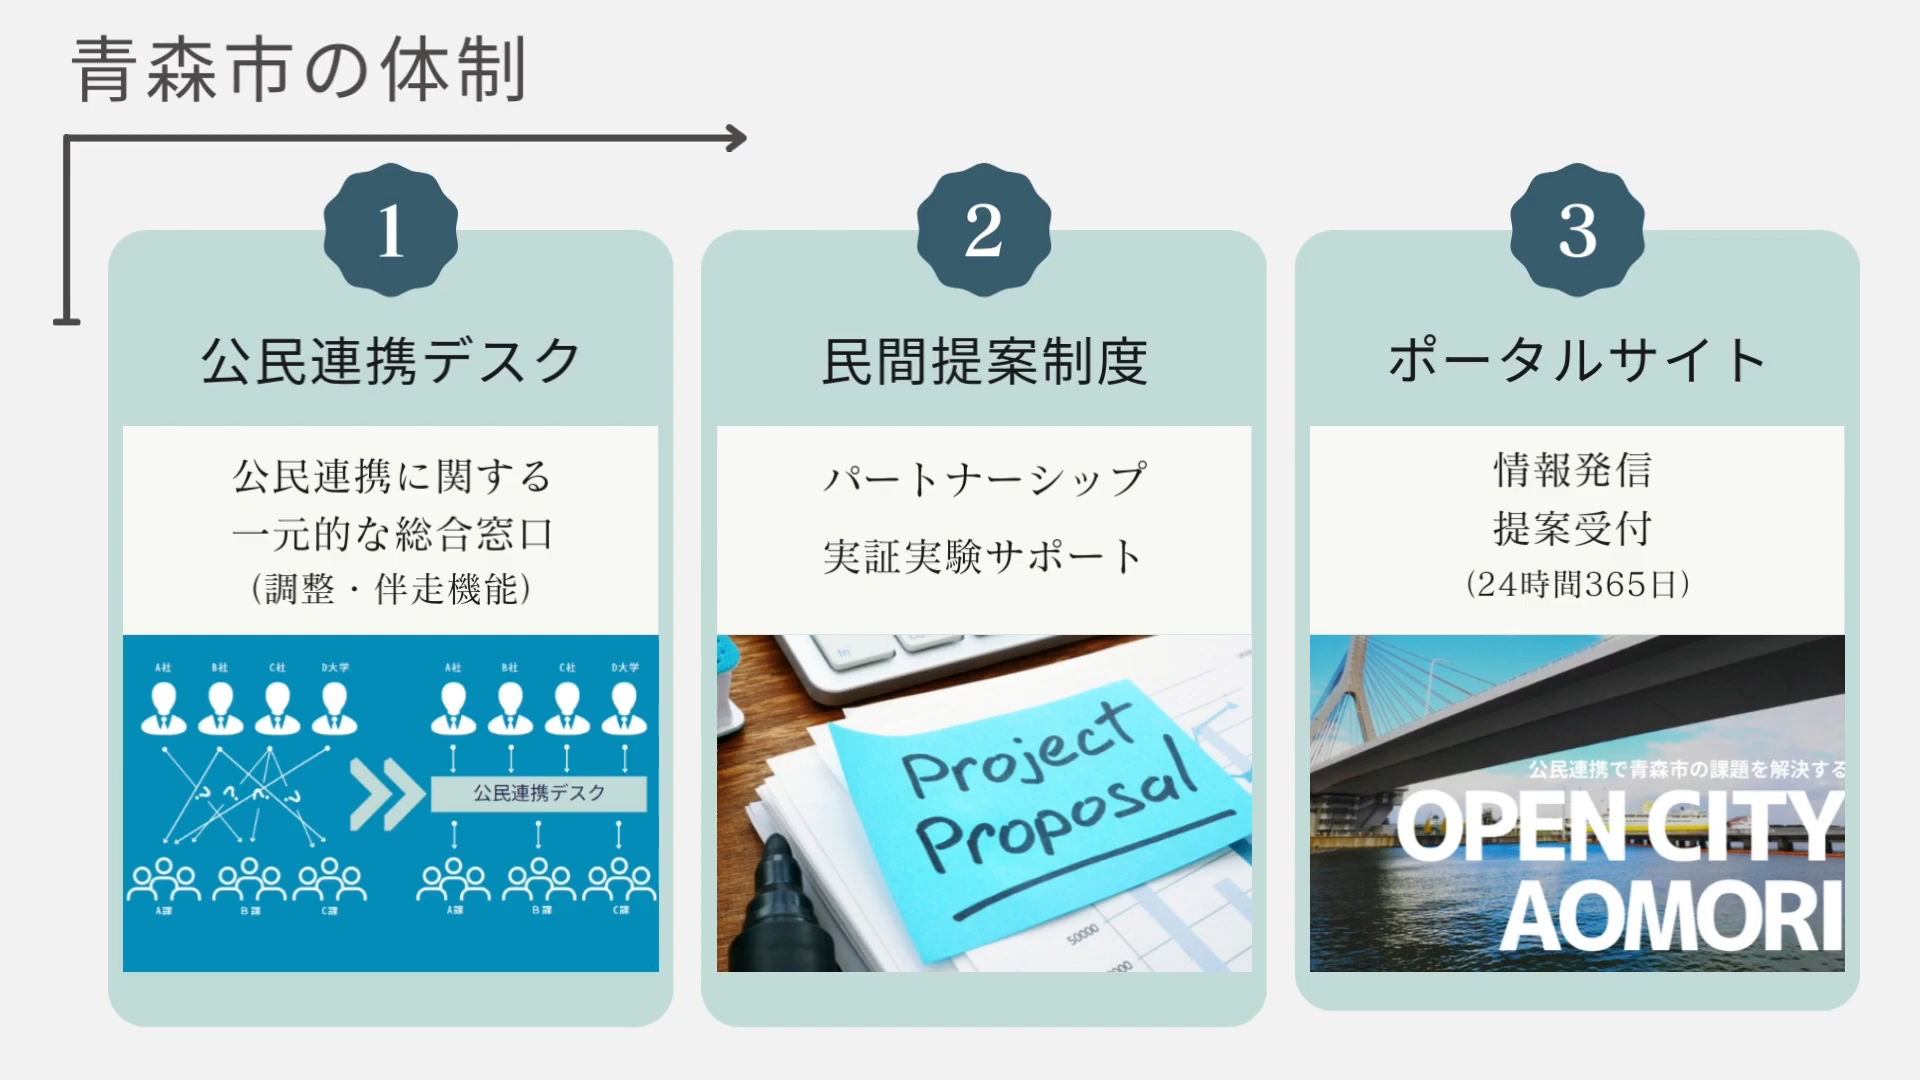 青森市の体制
1
公民連携デスク
公民連携に関する
一元的な総合窓口
(調整・伴走機能)
A社 B社 C社 D大学
A課 B課 C課
A社 B社 C社 D大学
公民連携デスク
A課 B課 C課
2
民間提案制度
パートナーシップ
実証実験サポート
fn
Project
Proposal
50000
3
ポータルサイト
情報発信
提案受付
(24時間365日)
公民連携で青森市の課題を解決する
OPEN CITY
AOMORI